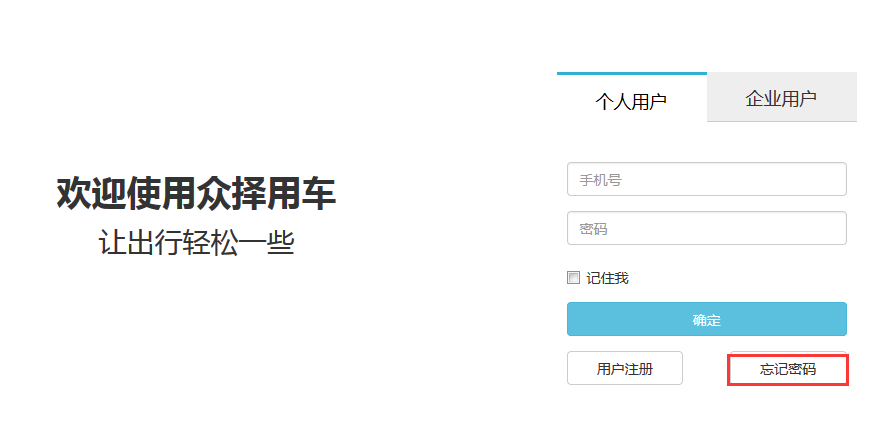 个人用户
企业用户
欢迎使用众择用车
让出行轻松一些
手机号
密码
记住我
确定
用户注册
忘记密码